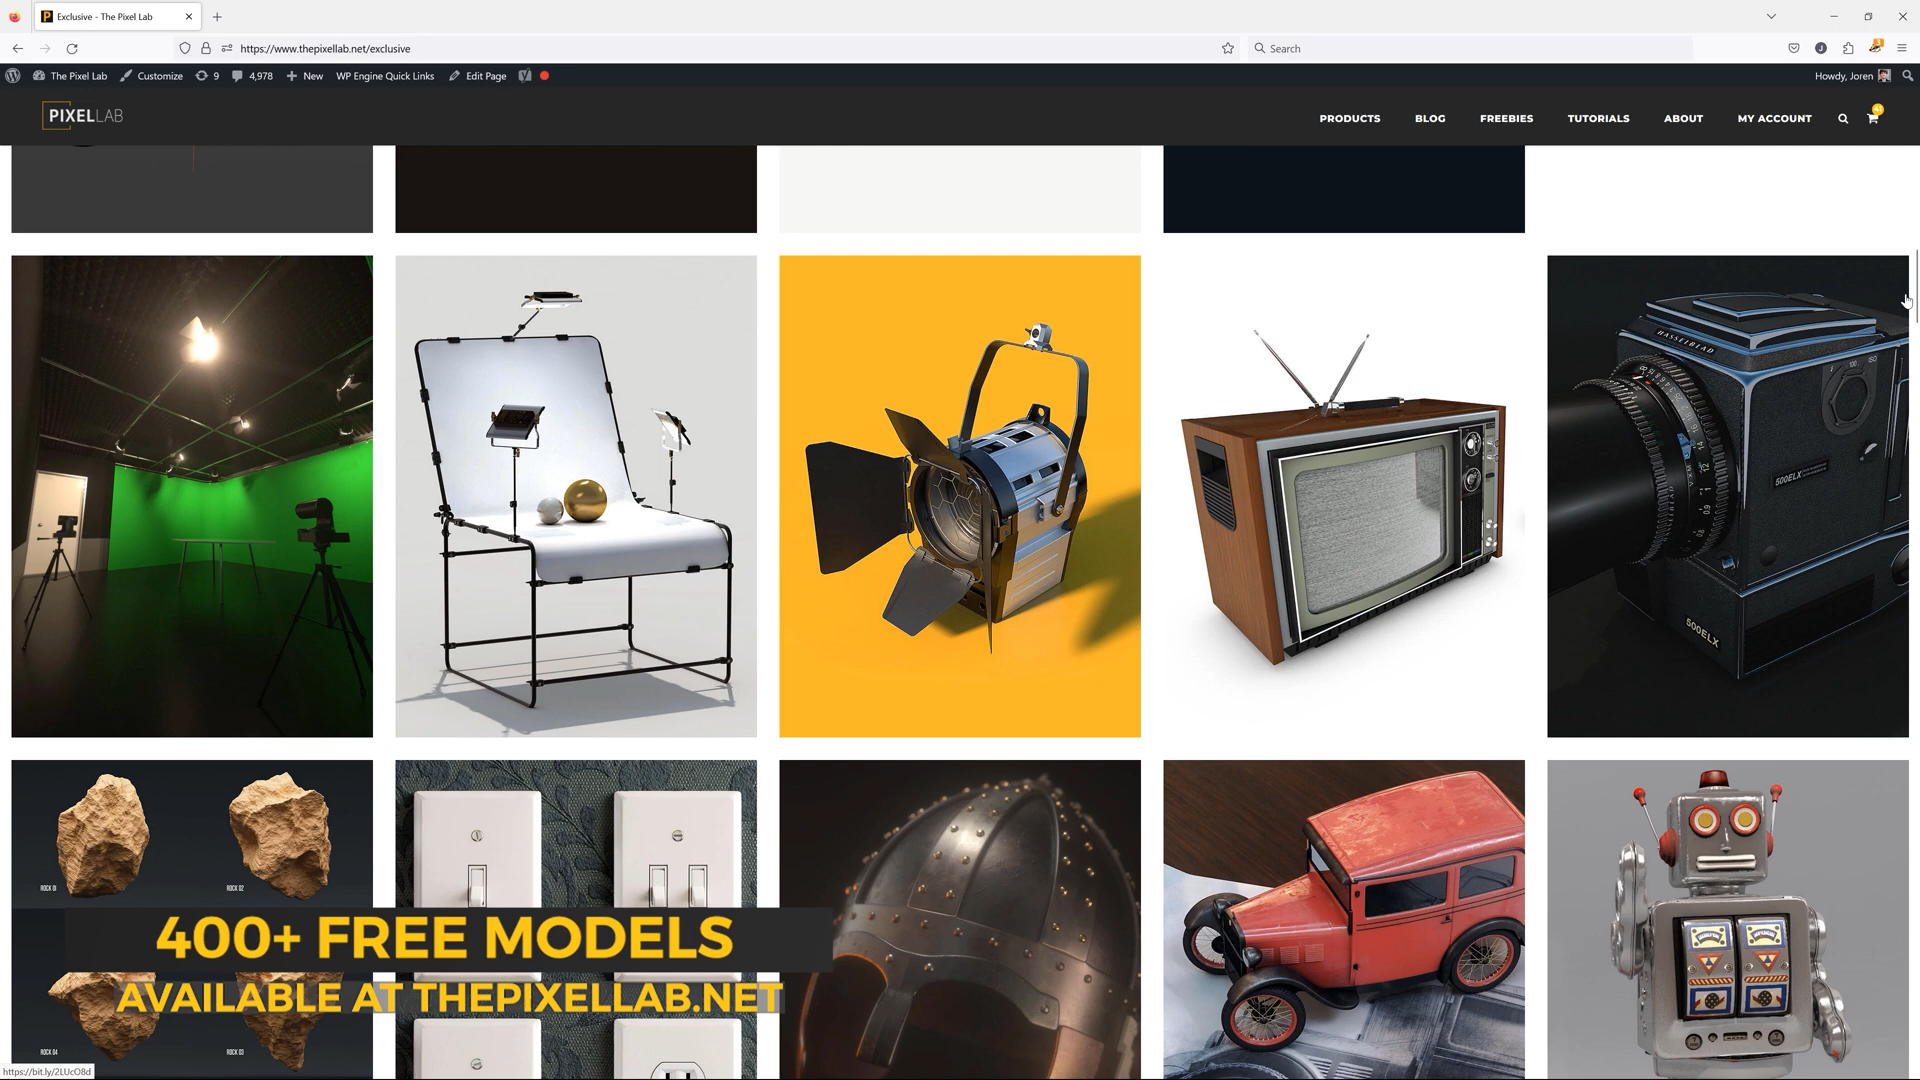 Exclusive - The Pixel Lab
https://www.thepixellab.net/exclusive
Search
The Pixel Lab
Customize
9
4,978
New
WP Engine Quick Links
Edit Page
Howdy, Joren
PIXELLAB
PRODUCTS
BLOG
FREEBIES
TUTORIALS
ABOUT
MY ACCOUNT
HASSELBLAD
500ELX
500ELX
ROCK 01
ROCK 02
400+ FREE MODELS
AVAILABLE AT THEPIXELLAB.NET
ROCK 04
ROCK 03
https://bit.ly/2LUcO8d